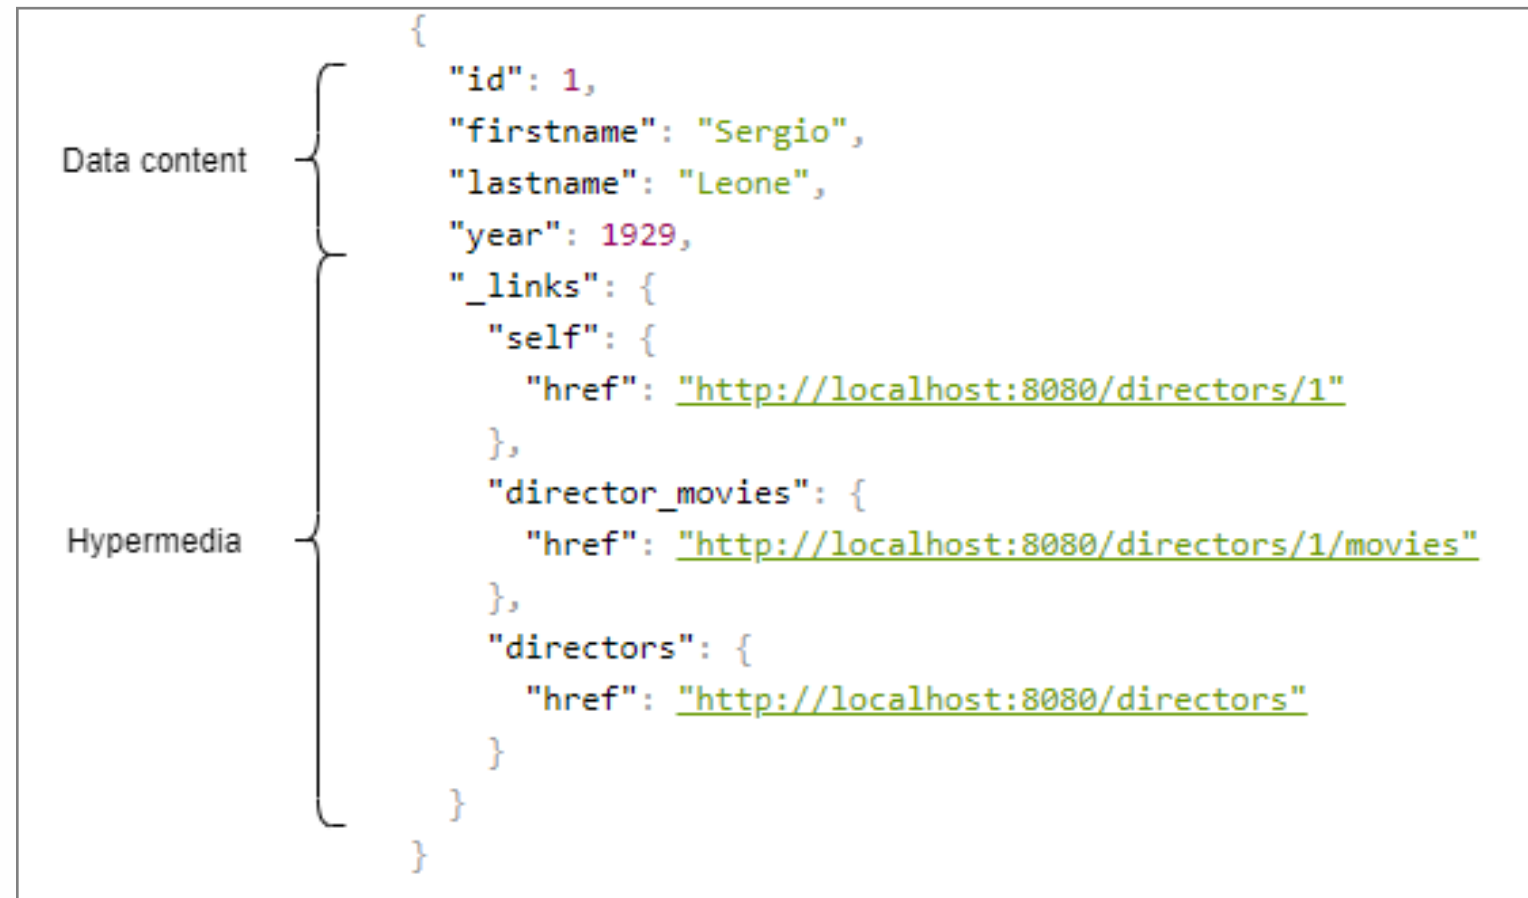 {
"id": 1,
"firstname": "Sergio",
Data content
"lastname": "Leone",
"year": 1929,
"_links": {
"self": {
"href": "http://localhost:8080/directors/1"
},
"director_movies": {
Hypermedia
"href": "http://localhost:8080/directors/1/movies"
},
"directors": {
"href": "http://localhost:8080/directors"
}
}
}